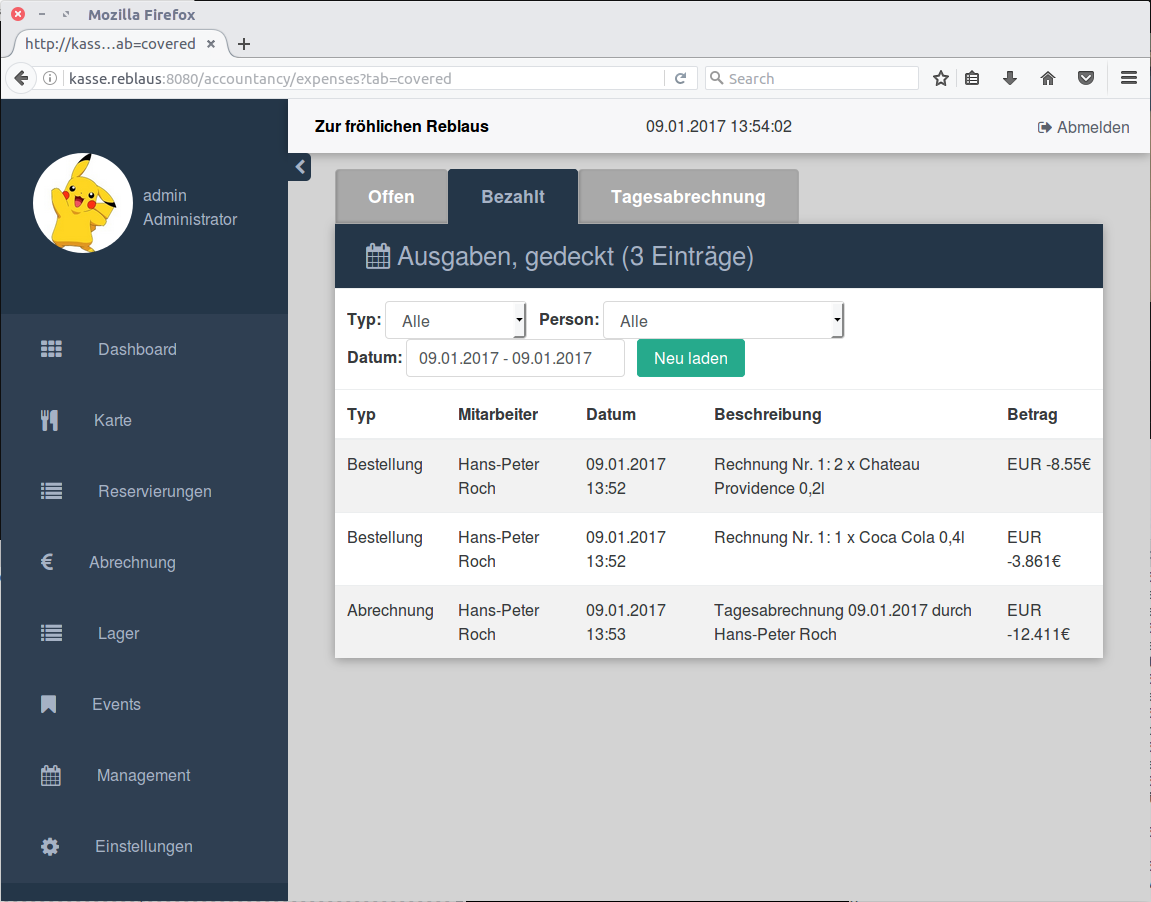 Mozilla Firefox
http://kass...ab=covered
kasse.reblaus:8080/accountancy/expenses?tab=covered
Search
Zur fröhlichen Reblaus
09.01.2017 13:54:02
Abmelden
admin
Administrator
Dashboard
Karte
Reservierungen
Abrechnung
Lager
Events
Management
Einstellungen
Offen
Bezahlt
Tagesabrechnung
Ausgaben, gedeckt (3 Einträge)
Typ: Alle Person: Alle
Datum: 09.01.2017 - 09.01.2017 Neu laden
Typ Mitarbeiter Datum Beschreibung Betrag
Bestellung Hans-Peter 09.01.2017 Rechnung Nr. 1: 2 x Chateau EUR -8.55€
Roch 13:52 Providence 0,2l
Bestellung Hans-Peter 09.01.2017 Rechnung Nr. 1: 1 x Coca Cola 0,4l EUR
Roch 13:52 -3.861€
Abrechnung Hans-Peter 09.01.2017 Tagesabrechnung 09.01.2017 durch EUR
Roch 13:53 Hans-Peter Roch -12.411€